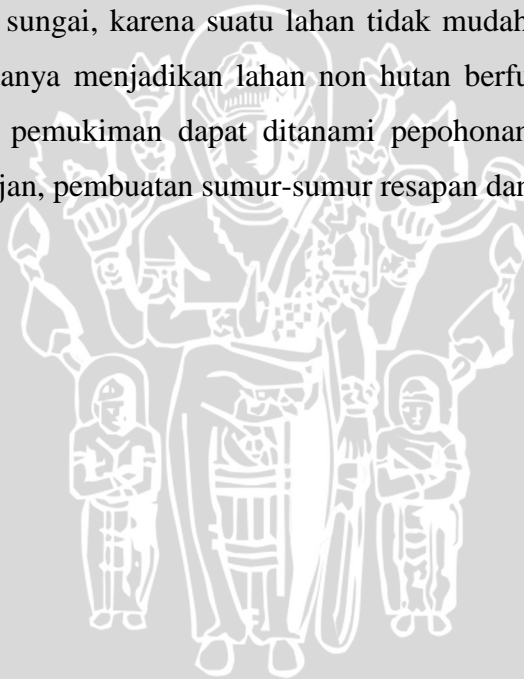 sungai, karena suatu lahan tidak mudah
anya menjadikan lahan non hutan berfu
pemukiman dapat ditanami pepohonan
jan, pembuatan sumur-sumur resapan dan